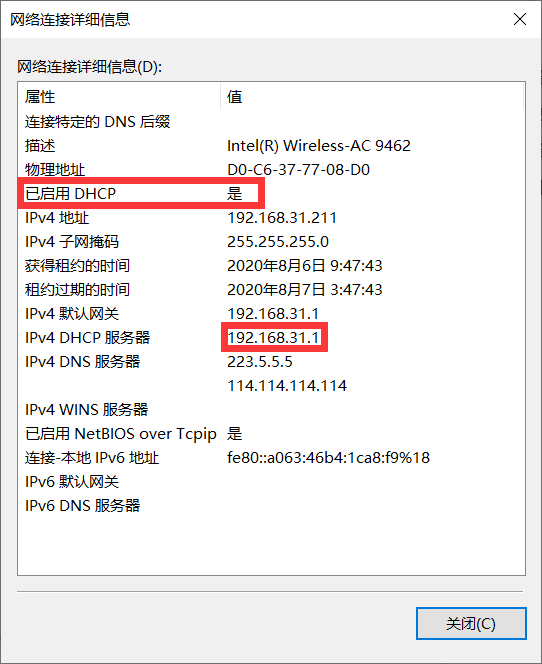 网络连接详细信息
网络连接详细信息(D):
属性 值
连接特定的 DNS 后缀
描述 Intel(R) Wireless-AC 9462
物理地址 D0-C6-37-77-08-D0
已启用 DHCP 是
IPv4 地址 192.168.31.211
IPv4 子网掩码 255.255.255.0
获得租约的时间 2020年8月6日 9:47:43
租约过期的时间 2020年8月7日 3:47:43
IPv4 默认网关 192.168.31.1
IPv4 DHCP 服务器 192.168.31.1
IPv4 DNS 服务器 223.5.5.5
114.114.114.114
IPv4 WINS 服务器
已启用 NetBIOS over Tcpip 是
连接-本地 IPv6 地址 fe80::a063:46b4:1ca8:f9%18
IPv6 默认网关
IPv6 DNS 服务器
关闭(C)